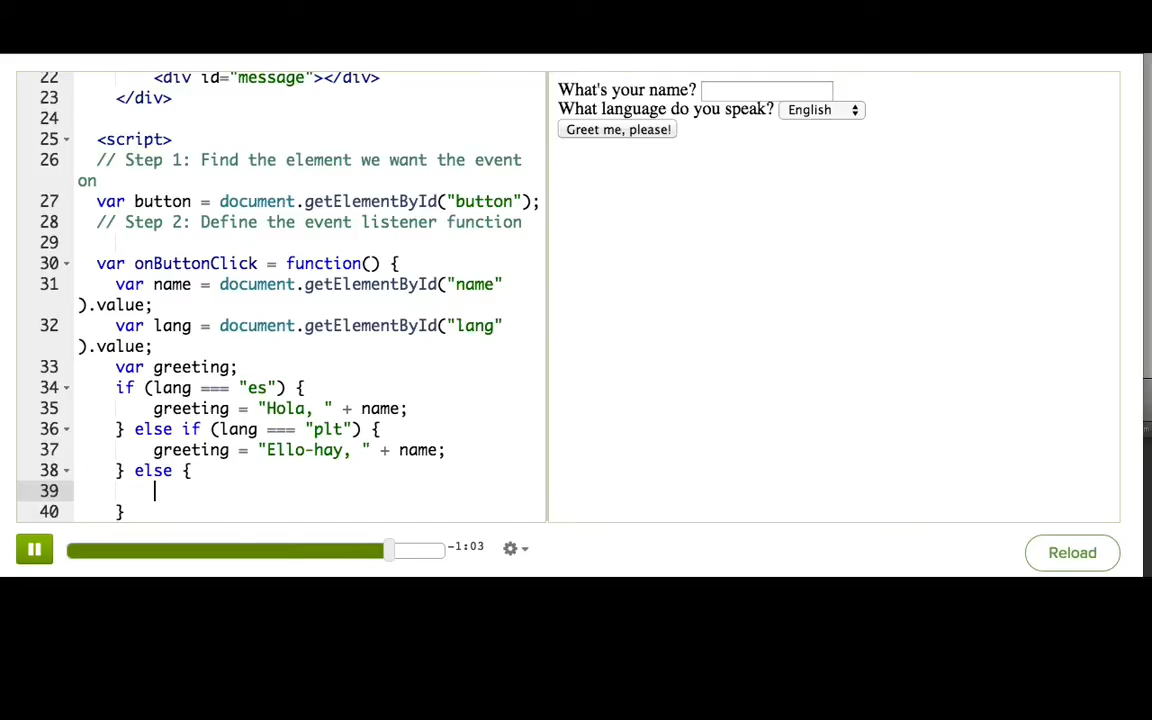 22 <div id="message"></div>
23 </div>
24
25 <script>
26 // Step 1: Find the element we want the event
on
27 var button = document.getElementById("button");
28 // Step 2: Define the event listener function
29
30 var onButtonClick = function() {
31 var name = document.getElementById("name"
).value;
32 var lang = document.getElementById("lang"
).value;
33 var greeting;
34 if (lang === "es") {
35 greeting = "Hola, " + name;
36 } else if (lang === "plt") {
37 greeting = "Ello-hay, " + name;
38 } else {
39
40 }
What's your name?
What language do you speak? English
Greet me, please!
-1:03
Reload